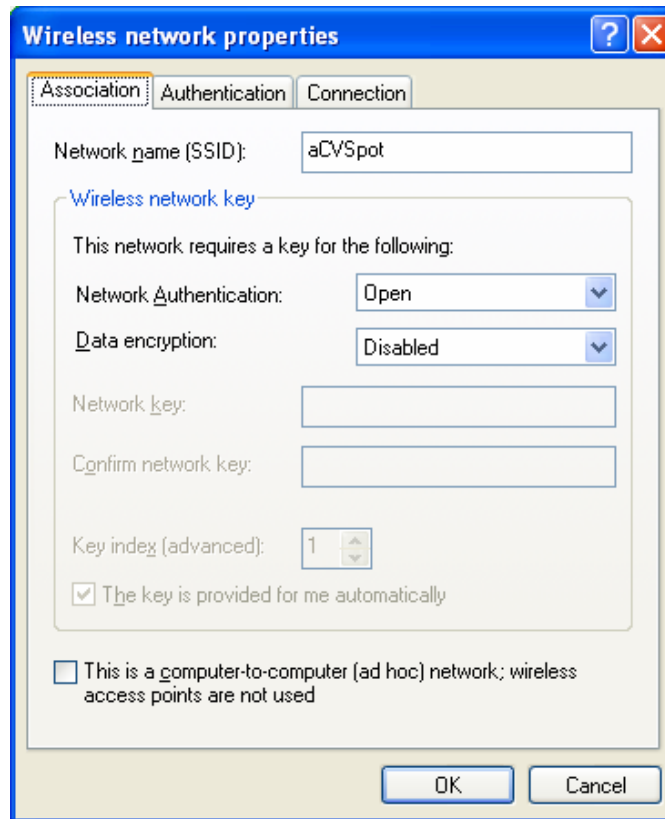 Wireless network properties
Association Authentication Connection
Network name (SSID): aCVSpot
Wireless network key
This network requires a key for the following:
Network Authentication: Open
Data encryption: Disabled
Network key:
Confirm network key:
Key index (advanced): 1
The key is provided for me automatically
This is a computer-to-computer (ad hoc) network; wireless
access points are not used
OK Cancel